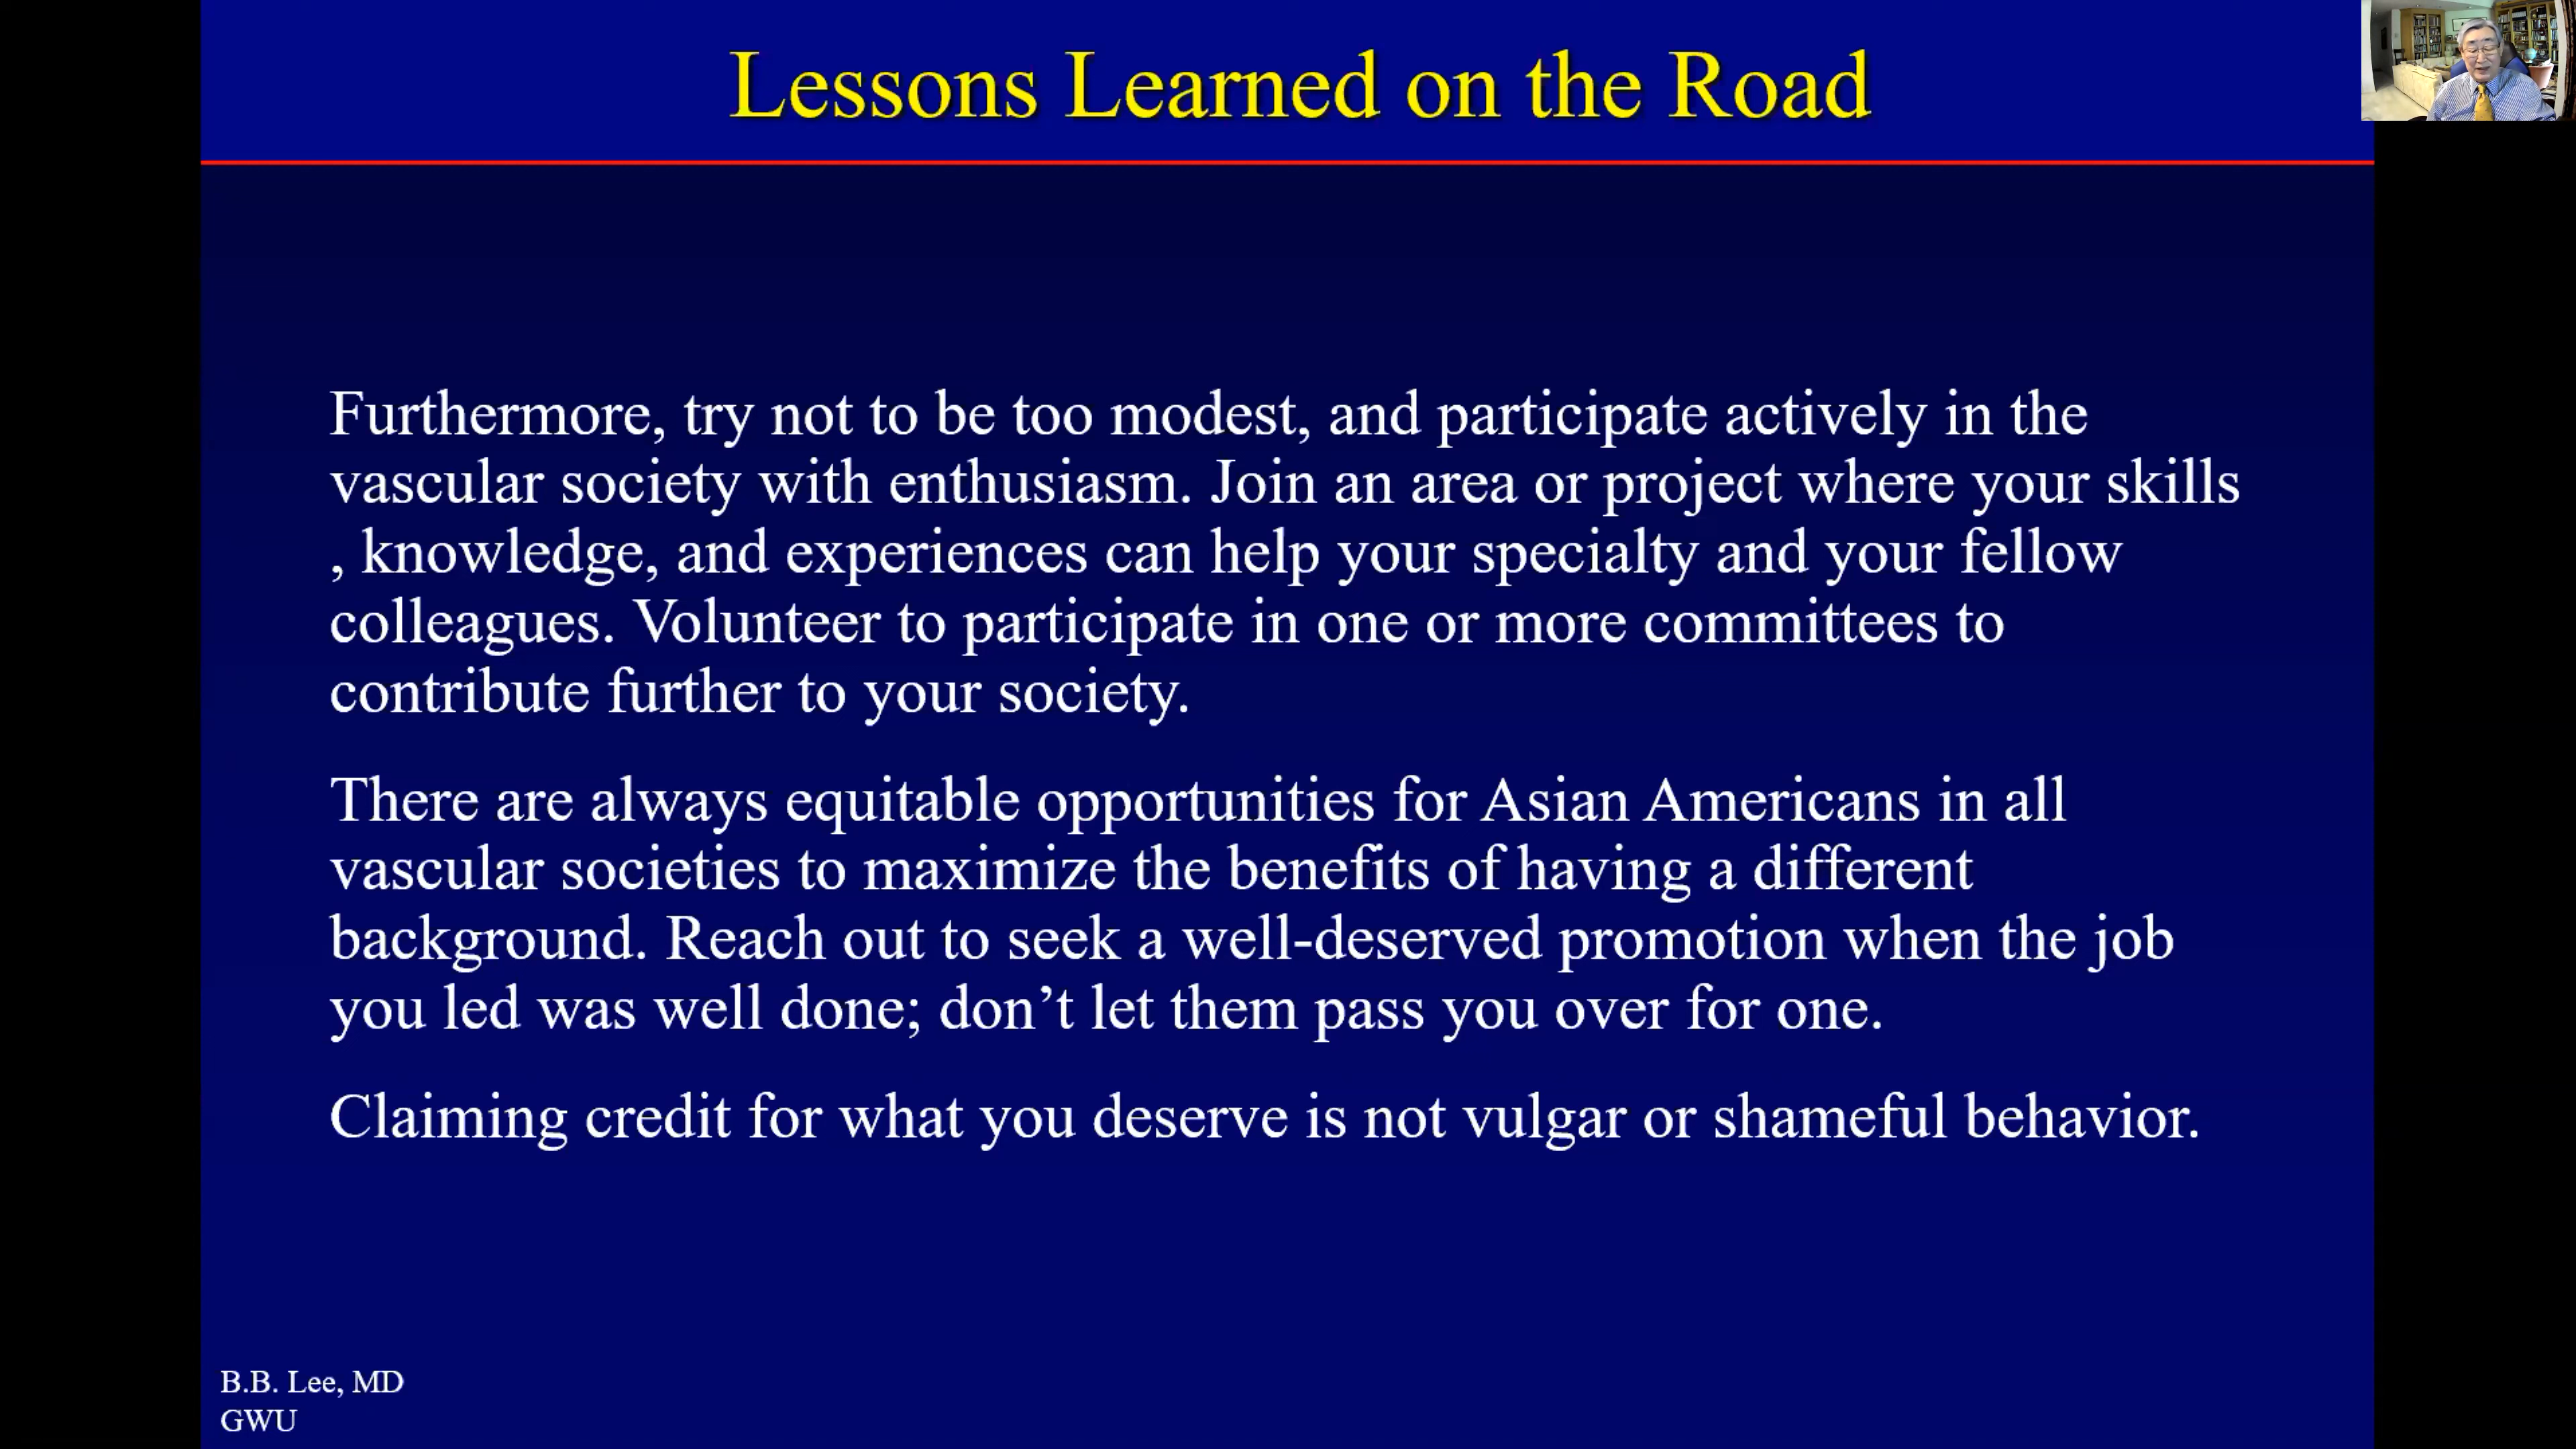 Lessons Learned on the Road
Furthermore, try not to be too modest, and participate actively in the
vascular society with enthusiasm. Join an area or project where your skills
, knowledge, and experiences can help your specialty and your fellow
colleagues. Volunteer to participate in one or more committees to
contribute further to your society.
There are always equitable opportunities for Asian Americans in all
vascular societies to maximize the benefits of having a different
background. Reach out to seek a well-deserved promotion when the job
you led was well done; don’t let them pass you over for one.
Claiming credit for what you deserve is not vulgar or shameful behavior.
B.B. Lee, MD
GWU